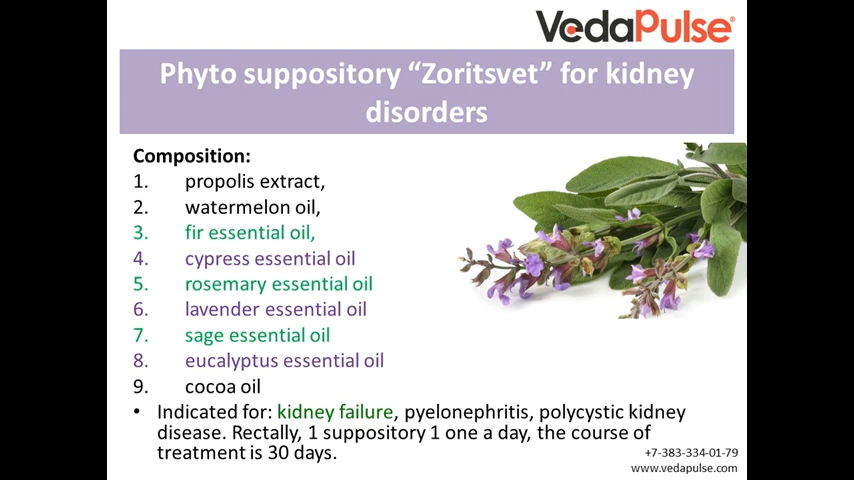 VedaPulse®
Phyto suppository “Zoritsvet” for kidney
disorders
Composition:
1. propolis extract,
2. watermelon oil,
3. fir essential oil,
4. cypress essential oil
5. rosemary essential oil
6. lavender essential oil
7. sage essential oil
8. eucalyptus essential oil
9. cocoa oil
• Indicated for: kidney failure, pyelonephritis, polycystic kidney
disease. Rectally, 1 suppository 1 one a day, the course of
treatment is 30 days.
+7-383-334-01-79
www.vedapulse.com